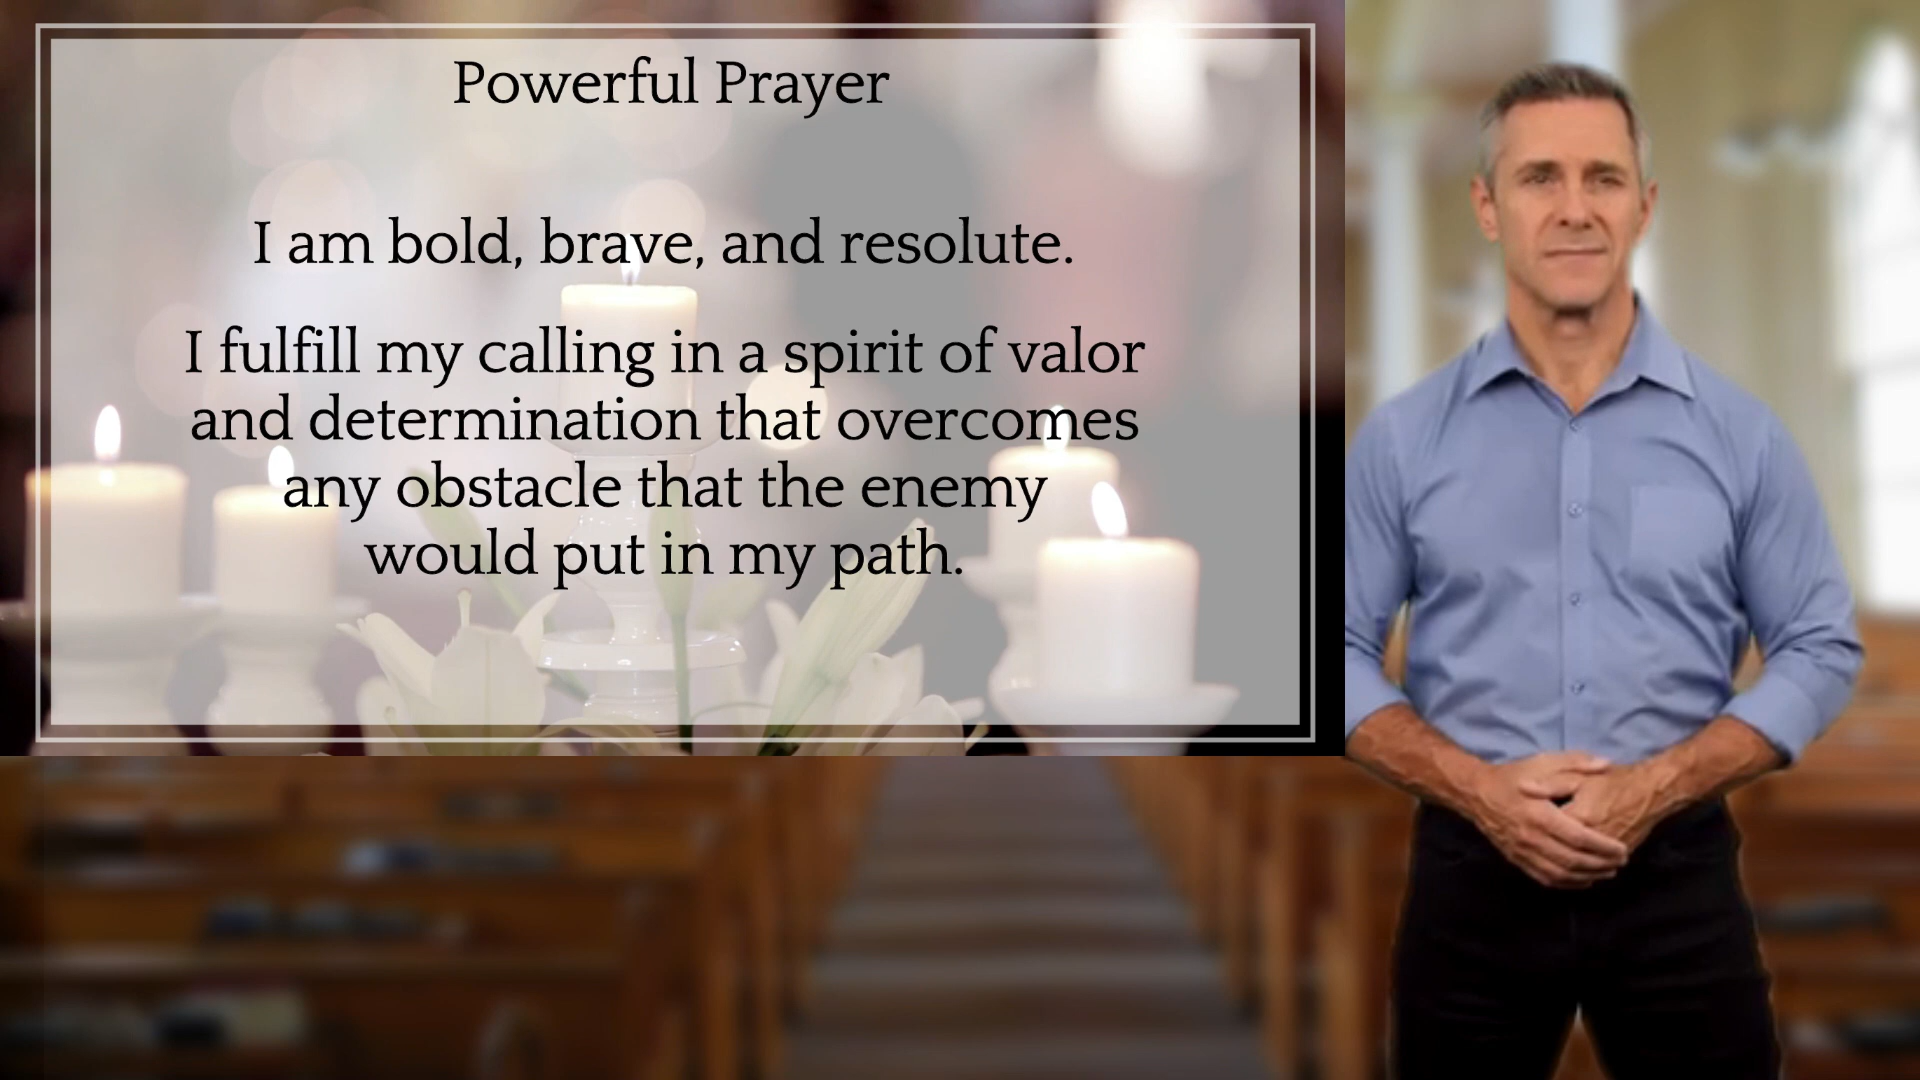 Powerful Prayer
I am bold, brave, and resolute.
I fulfill my calling in a spirit of valor
and determination that overcomes
any obstacle that the enemy
would put in my path.